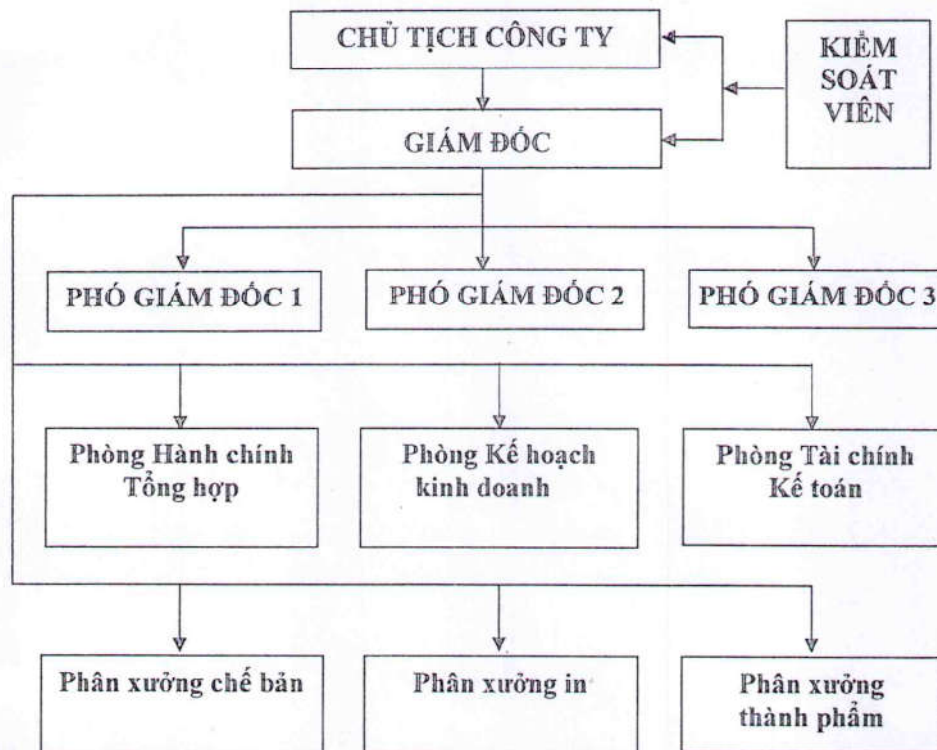 CHỦ TỊCH CÔNG TY
KIỂM
SOÁT
VIÊN
GIÁM ĐỐC
PHÓ GIÁM ĐỐC 1
PHÓ GIÁM ĐỐC 2
PHÓ GIÁM ĐỐC 3
Phòng Hành chính
Tổng hợp
Phòng Kế hoạch
kinh doanh
Phòng Tài chính
Kế toán
Phân xưởng chế bản
Phân xưởng in
Phân xưởng
thành phẩm